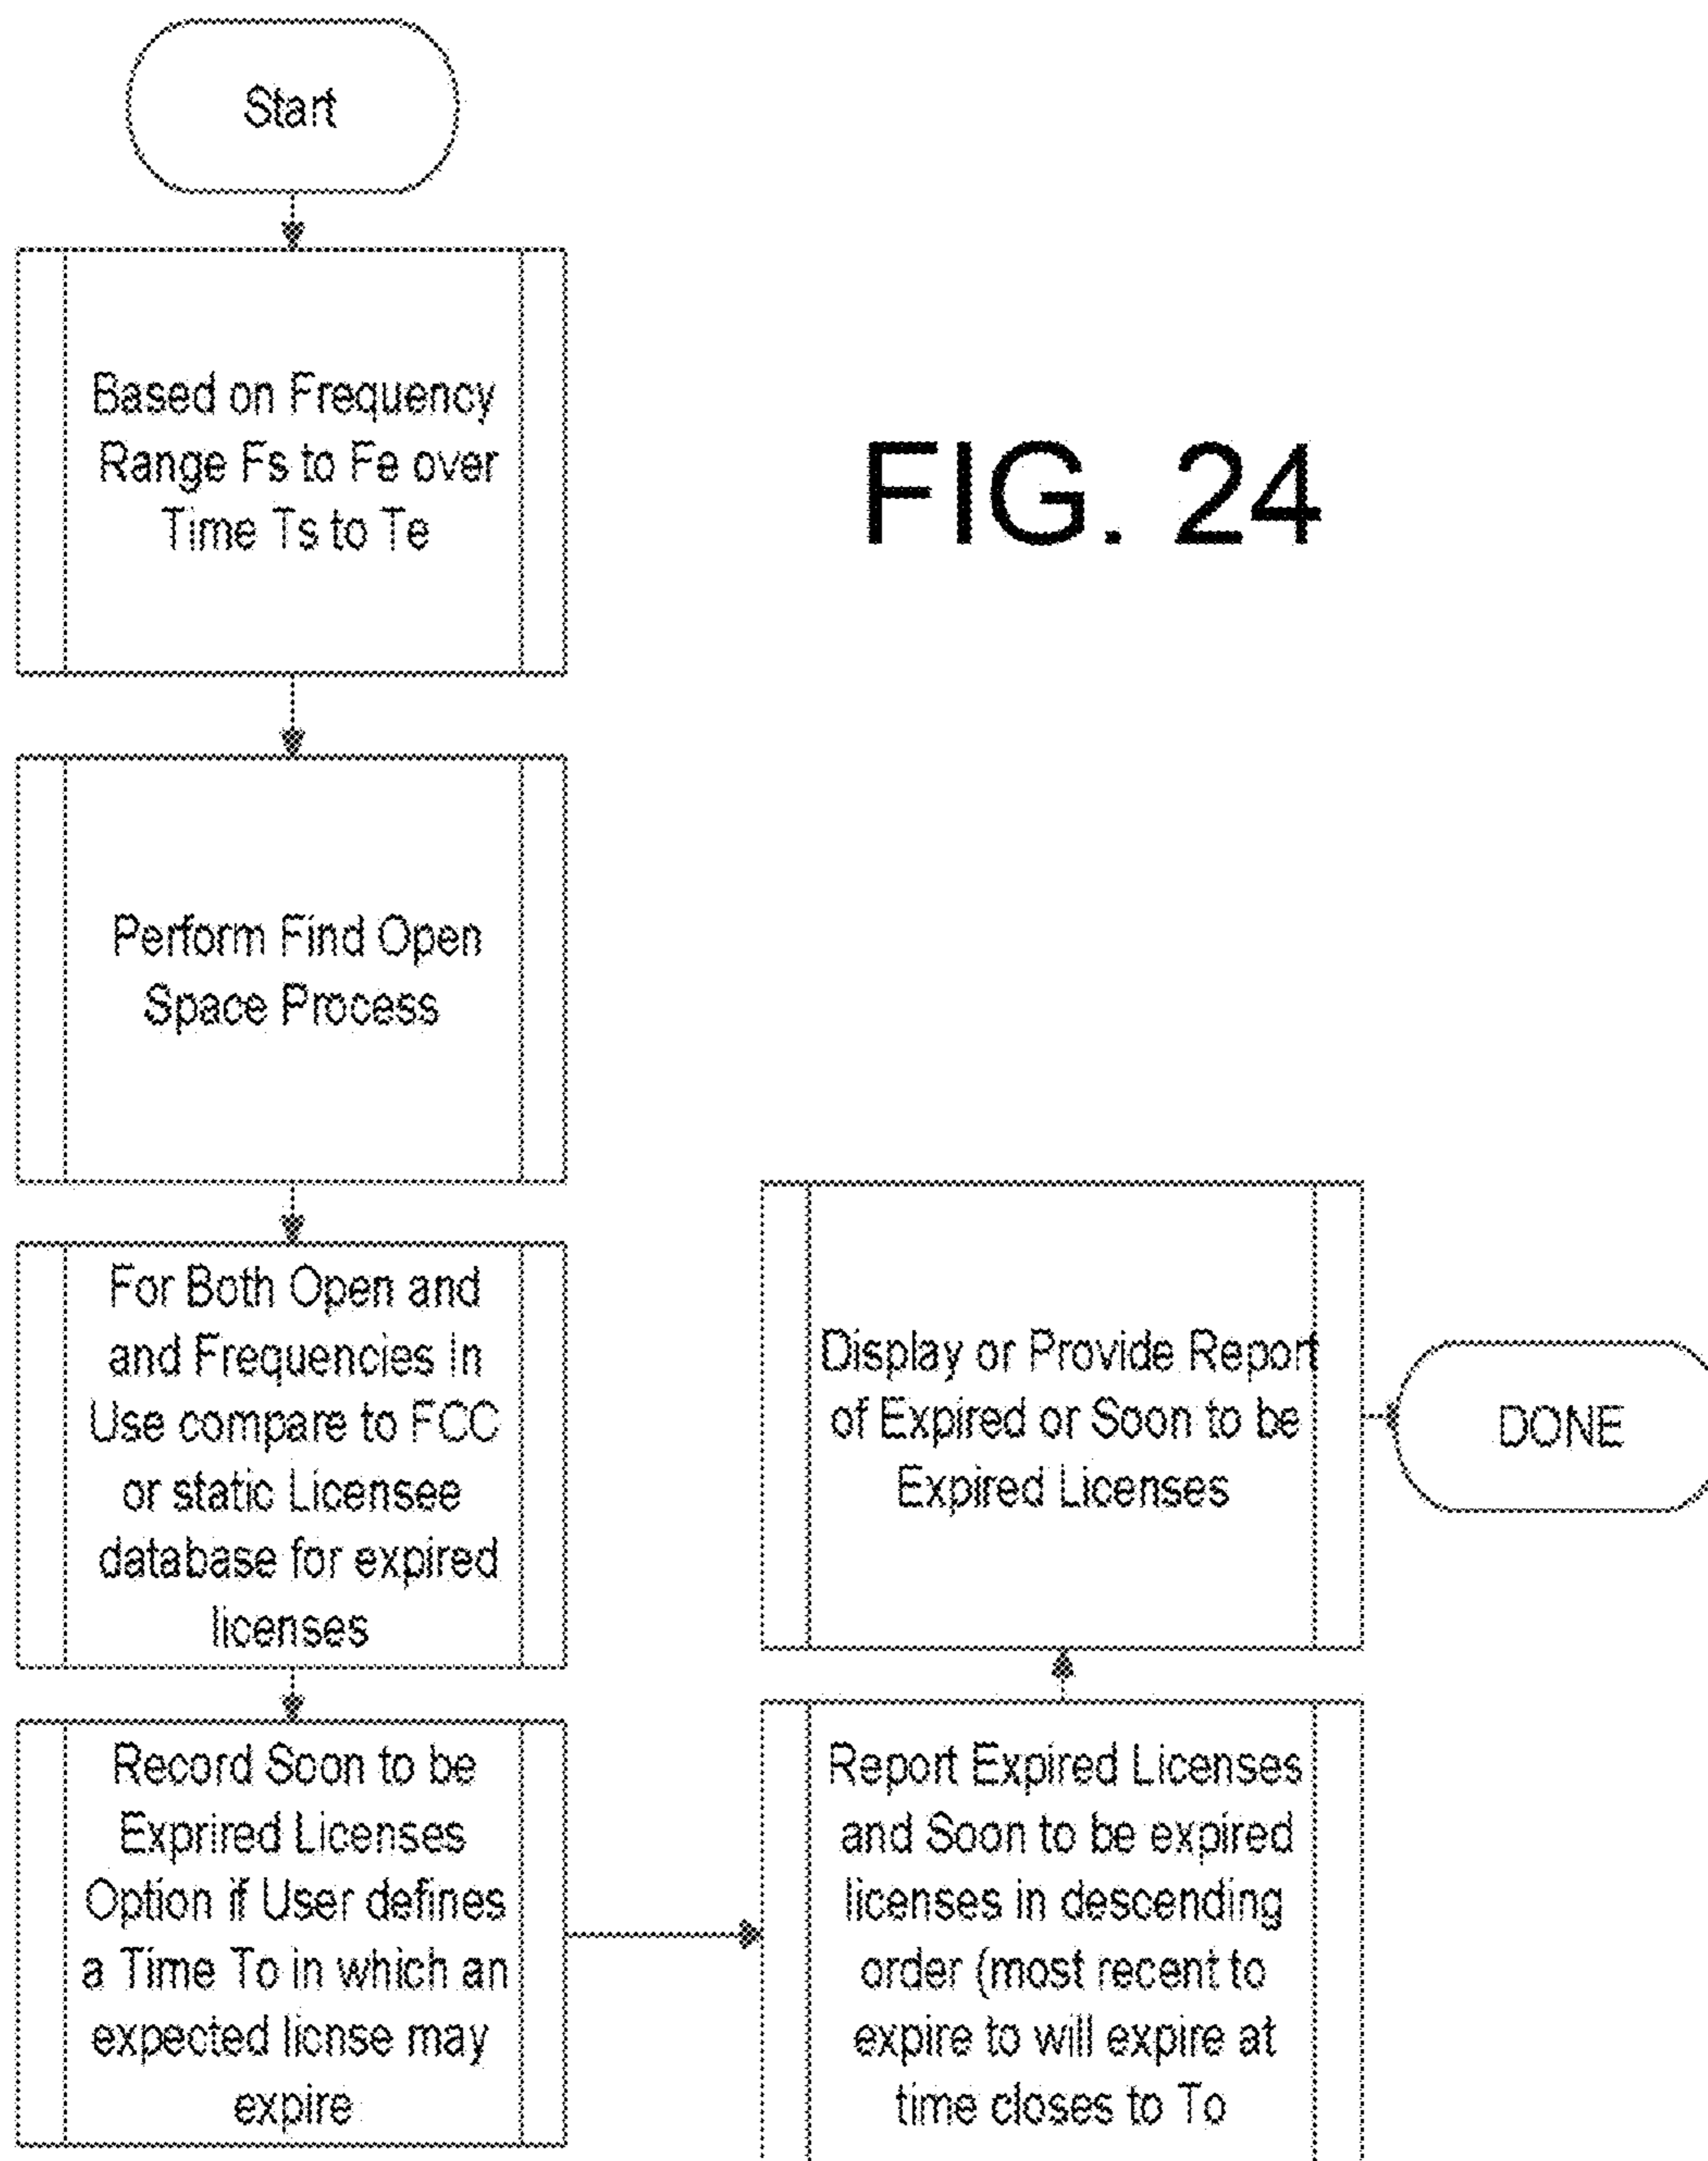 Start
Based on Frequency
Range Fs to Fe over
Time Ts to Te
FIG. 24
Perform Find Open
Space Process
For Both Open and
and Frequencies In
Use compare to FCC
or static Licensee
database for expired
licenses
Record Soon to be
Exprired Licenses
Option if User defines
a Time To in which an
expected licnse may
expire
Report Expired Licenses
and Soon to be expired
licenses in descending
order (most recent to
expire to will expire at
time closes to To
Display or Provide Report
of Expired or Soon to be
Expired Licenses
DONE